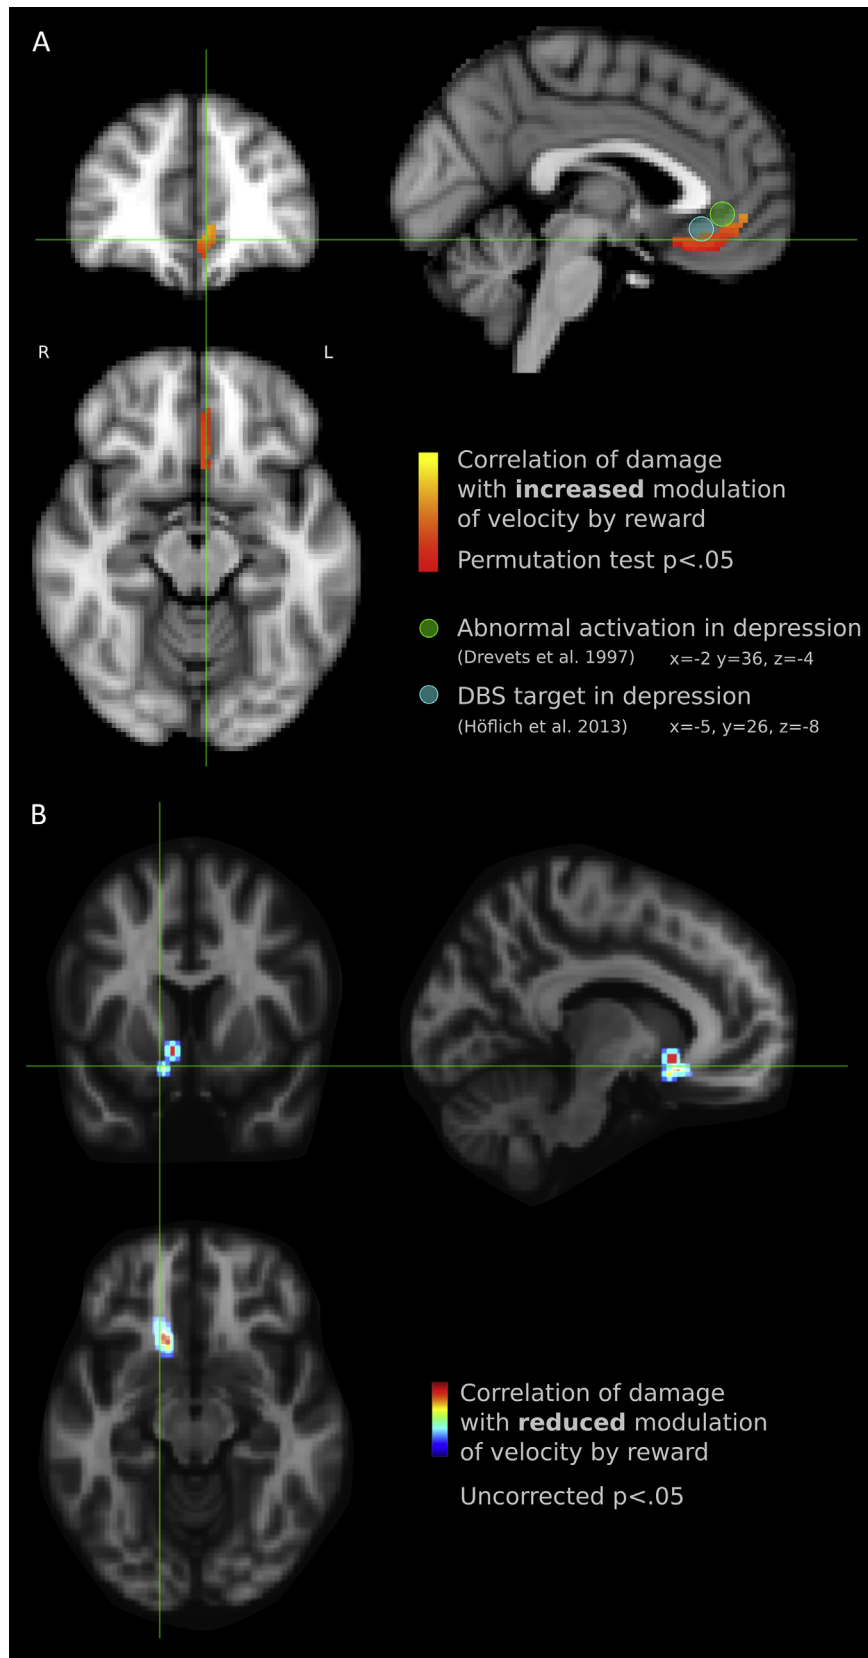 A
R
L
Correlation of damage
with increased modulation
of velocity by reward
Permutation test p<.05
Abnormal activation in depression
(Drevets et al. 1997) x=-2 y=36, z=-4
DBS target in depression
(Höflich et al. 2013) x=-5, y=26, z=-8
B
Correlation of damage
with reduced modulation
of velocity by reward
Uncorrected p<.05